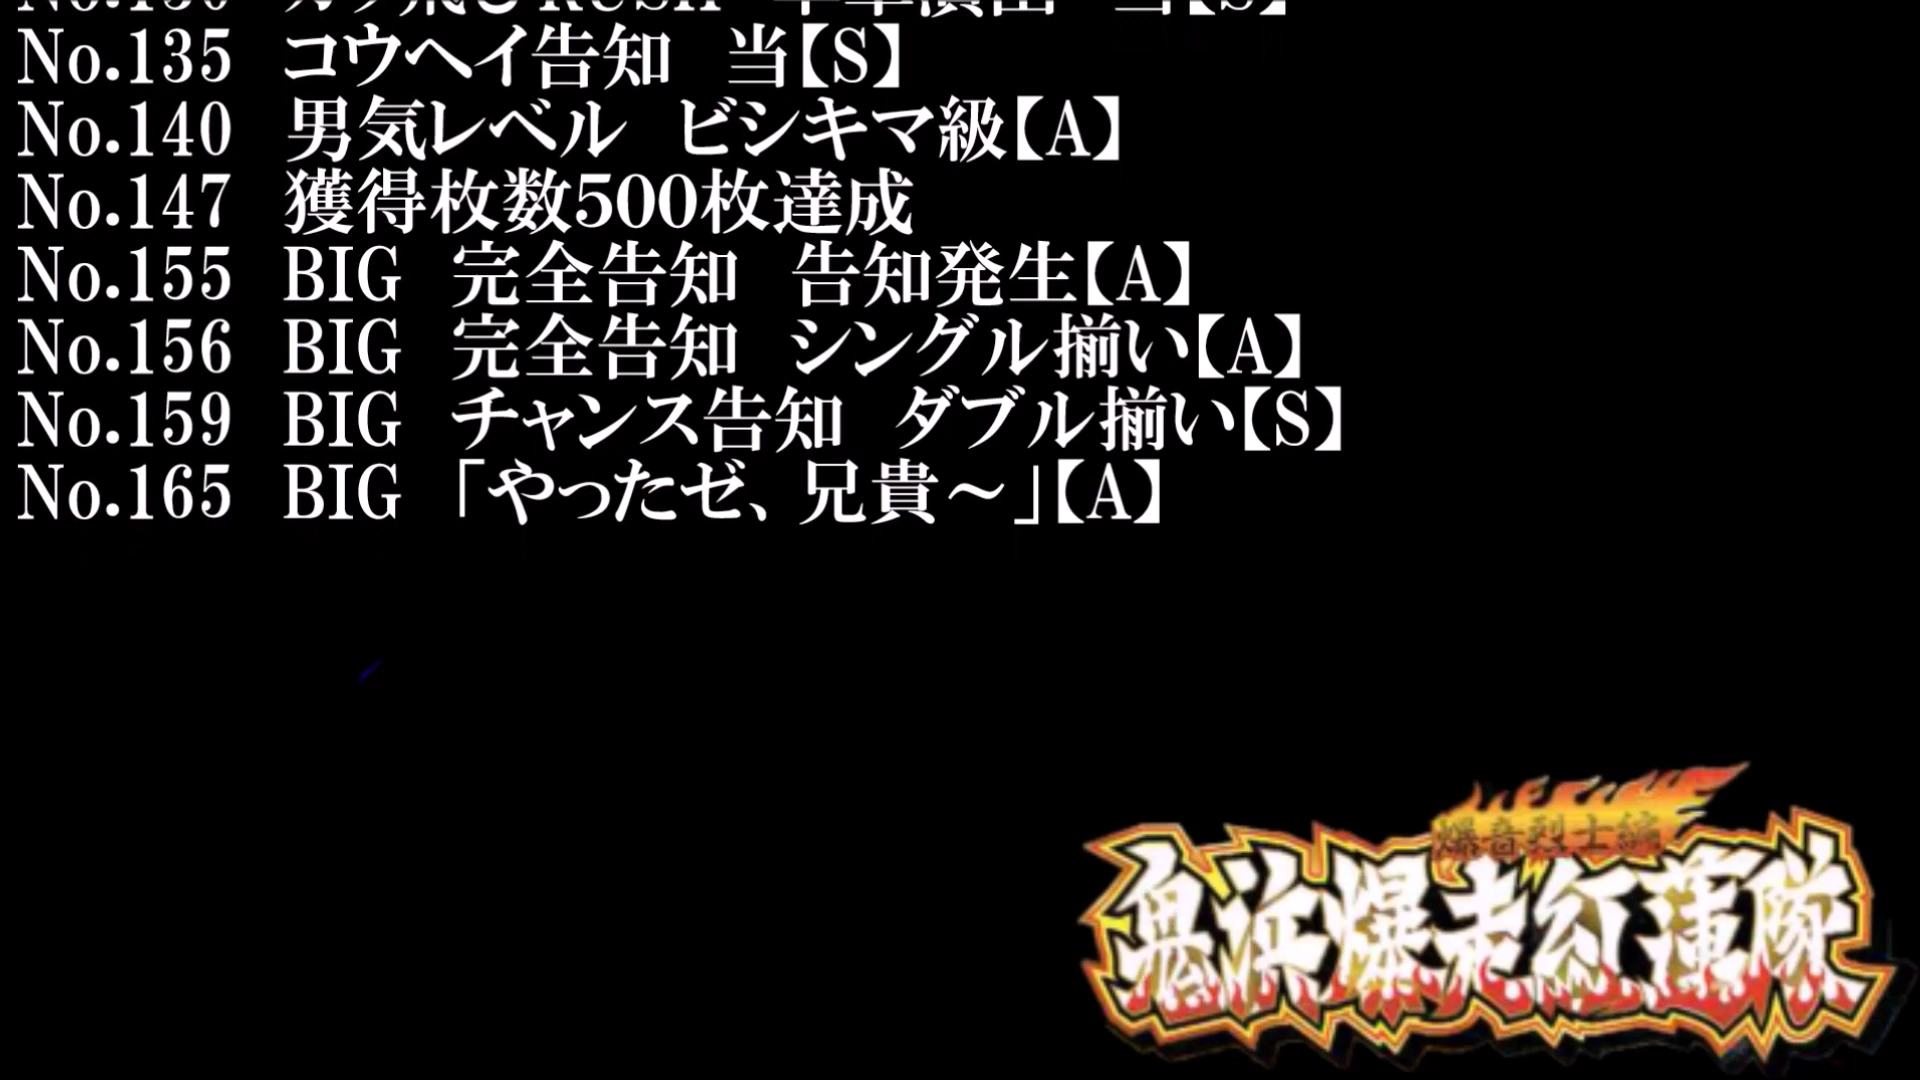 No.135 コウヘイ告知 当【S】
No.140 男気レベル ビシキマ級【A】
No.147 獲得枚数500枚達成
No.155 BIG 完全告知 告知発生【A】
No.156 BIG 完全告知 シングル揃い【A】
No.159 BIG チャンス告知 ダブル揃い【S】
No.165 BIG 「やったゼ、兄貴～」【A】
爆音烈士編
鬼浜爆走紅蓮隊